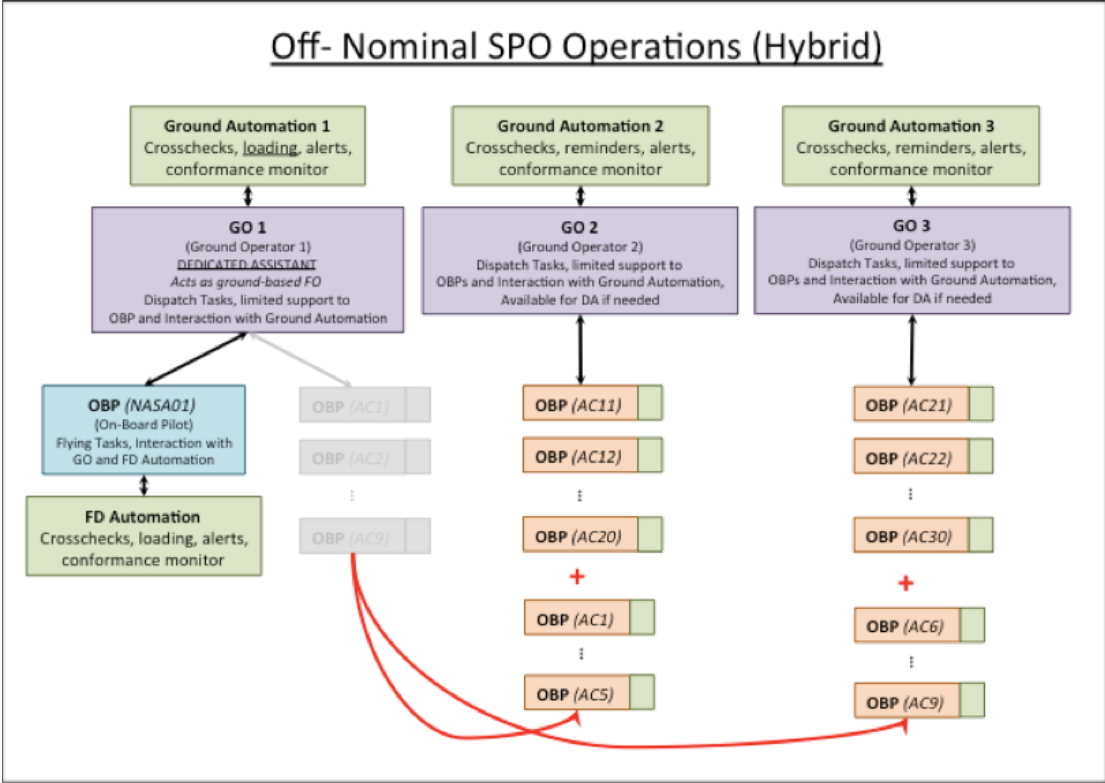 Off- Nominal SPO Operations (Hybrid)
Ground Automation 1
Crosschecks, loading, alerts,
conformance monitor
Ground Automation 2
Crosschecks, reminders, alerts,
conformance monitor
Ground Automation 3
Crosschecks, reminders, alerts,
conformance monitor
GO 1
(Ground Operator 1)
DEDICATED ASSISTANT
Acts as ground-based FO
Dispatch Tasks, limited support to
OBP and Interaction with Ground Automation
GO 2
(Ground Operator 2)
Dispatch Tasks, limited support to
OBPs and Interaction with Ground Automation,
Available for DA if needed
GO 3
(Ground Operator 3)
Dispatch Tasks, limited support to
OBPs and Interaction with Ground Automation,
Available for DA if needed
OBP (NASA01)
(On-Board Pilot)
Flying Tasks, Interaction with
GO and FD Automation
FD Automation
Crosschecks, loading, alerts,
conformance monitor
OBP (AC1)
OBP (AC2)
⋮
OBP (AC9)
OBP (AC11)
OBP (AC12)
⋮
OBP (AC20)
+
OBP (AC1)
⋮
OBP (AC5)
OBP (AC21)
OBP (AC22)
⋮
OBP (AC30)
+
OBP (AC6)
⋮
OBP (AC9)